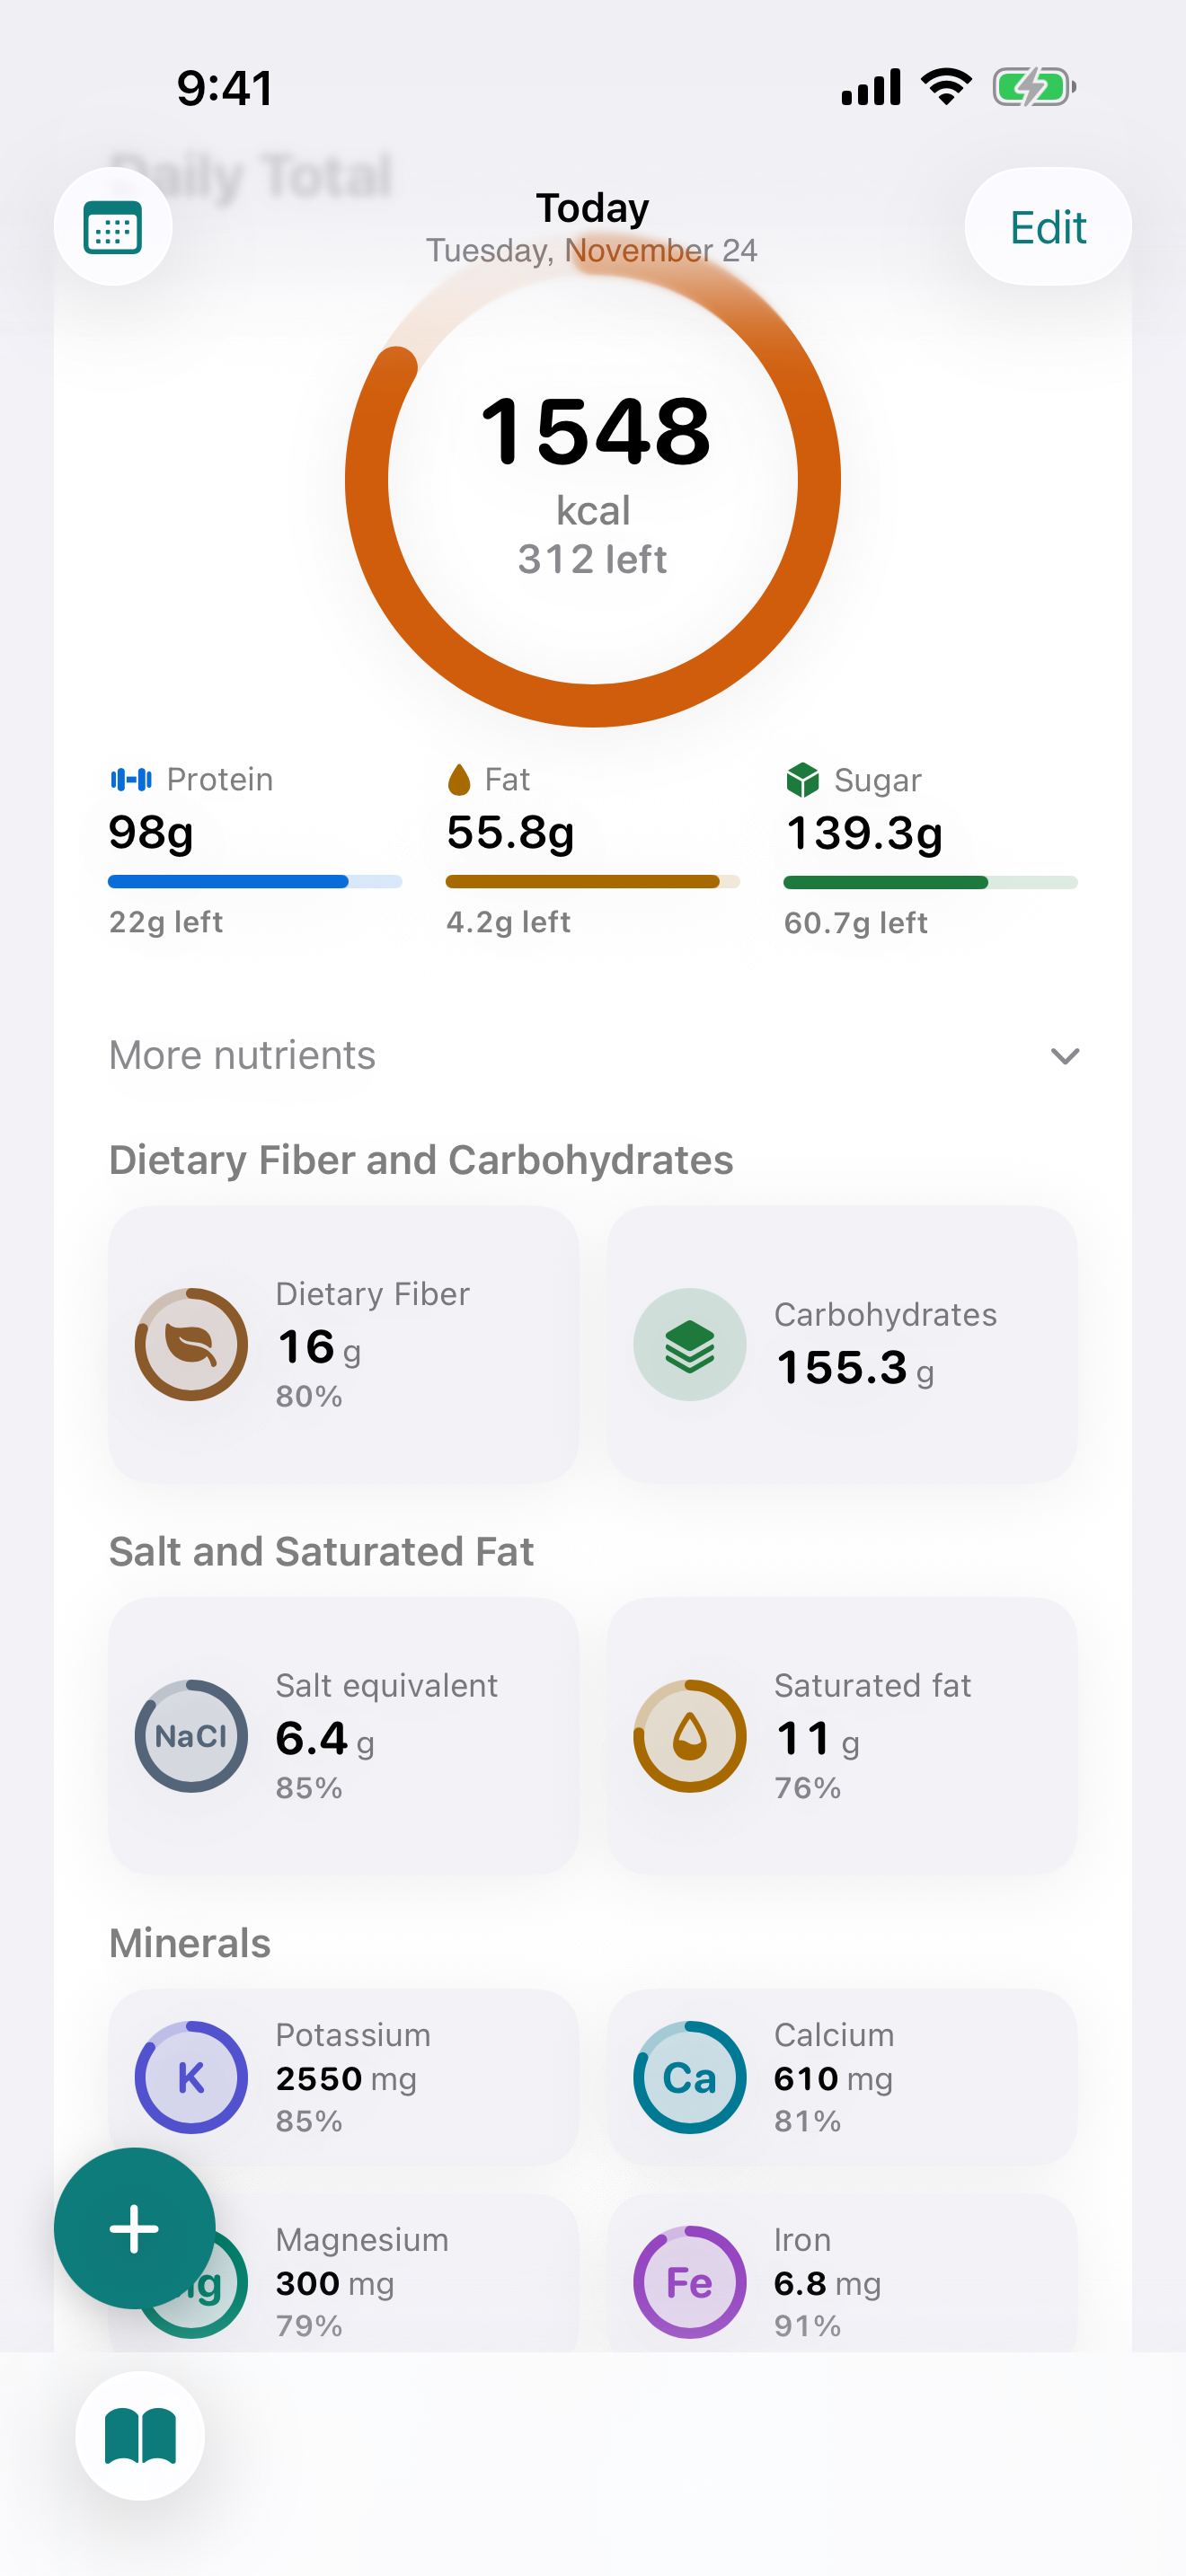 9:41
Daily Total
Today
Tuesday, November 24
Edit
1548
kcal
312 left
Protein
98g
22g left
Fat
55.8g
4.2g left
Sugar
139.3g
60.7g left
More nutrients
Dietary Fiber and Carbohydrates
Dietary Fiber
16 g
80%
Carbohydrates
155.3 g
Salt and Saturated Fat
NaCl
Salt equivalent
6.4 g
85%
Saturated fat
11 g
76%
Minerals
K
Potassium
2550 mg
85%
Ca
Calcium
610 mg
81%
Magnesium
300 mg
79%
Fe
Iron
6.8 mg
91%